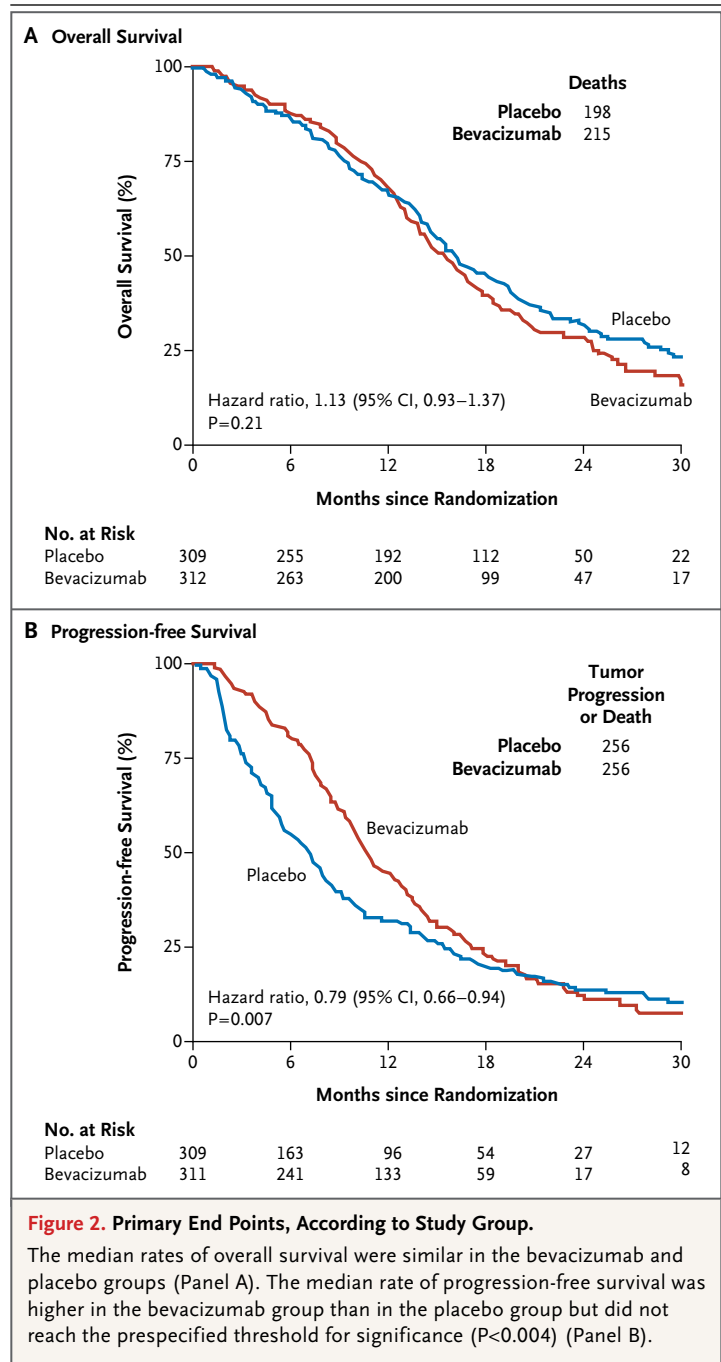 A Overall Survival
Deaths
Placebo 198
Bevacizumab 215
100
75
50
25
0
Overall Survival (%)
Placebo
Bevacizumab
Hazard ratio, 1.13 (95% CI, 0.93–1.37)
P=0.21
0 6 12 18 24 30
Months since Randomization
No. at Risk
Placebo 309 255 192 112 50 22
Bevacizumab 312 263 200 99 47 17
B Progression-free Survival
Tumor
Progression
or Death
Placebo 256
Bevacizumab 256
100
75
50
25
0
Progression-free Survival (%)
Bevacizumab
Placebo
Hazard ratio, 0.79 (95% CI, 0.66–0.94)
P=0.007
0 6 12 18 24 30
Months since Randomization
No. at Risk
Placebo 309 163 96 54 27 12
Bevacizumab 311 241 133 59 17 8
Figure 2. Primary End Points, According to Study Group.
The median rates of overall survival were similar in the bevacizumab and
placebo groups (Panel A). The median rate of progression-free survival was
higher in the bevacizumab group than in the placebo group but did not
reach the prespecified threshold for significance (P<0.004) (Panel B).